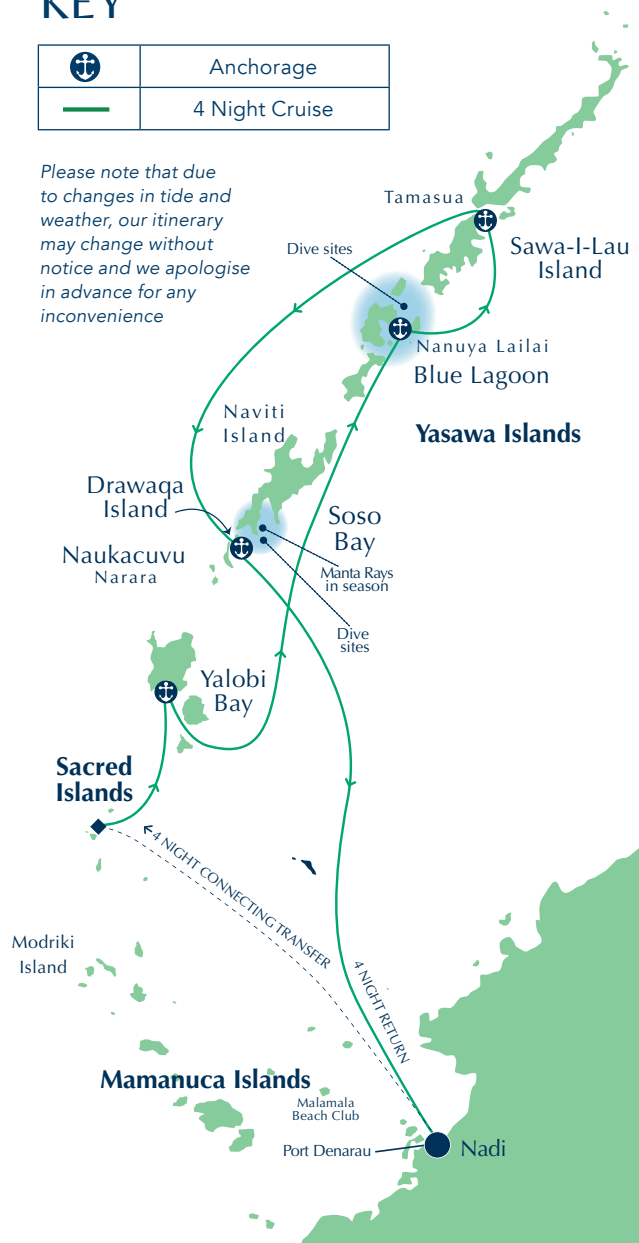 KEY
Anchorage
4 Night Cruise
Please note that due
to changes in tide and
weather, our itinerary
may change without
notice and we apologise
in advance for any
inconvenience
Tamasua
Sawa-I-Lau
Island
Dive sites
Nanuya Lailai
Blue Lagoon
Naviti
Island
Yasawa Islands
Drawaqa
Island
Soso
Bay
Naukacuvu
Narara
Manta Rays
in season
Dive
sites
Yalobi
Bay
Sacred
Islands
4 NIGHT CONNECTING TRANSFER
Modriki
Island
4 NIGHT RETURN
Mamanuca Islands
Malamala
Beach Club
Port Denarau
Nadi